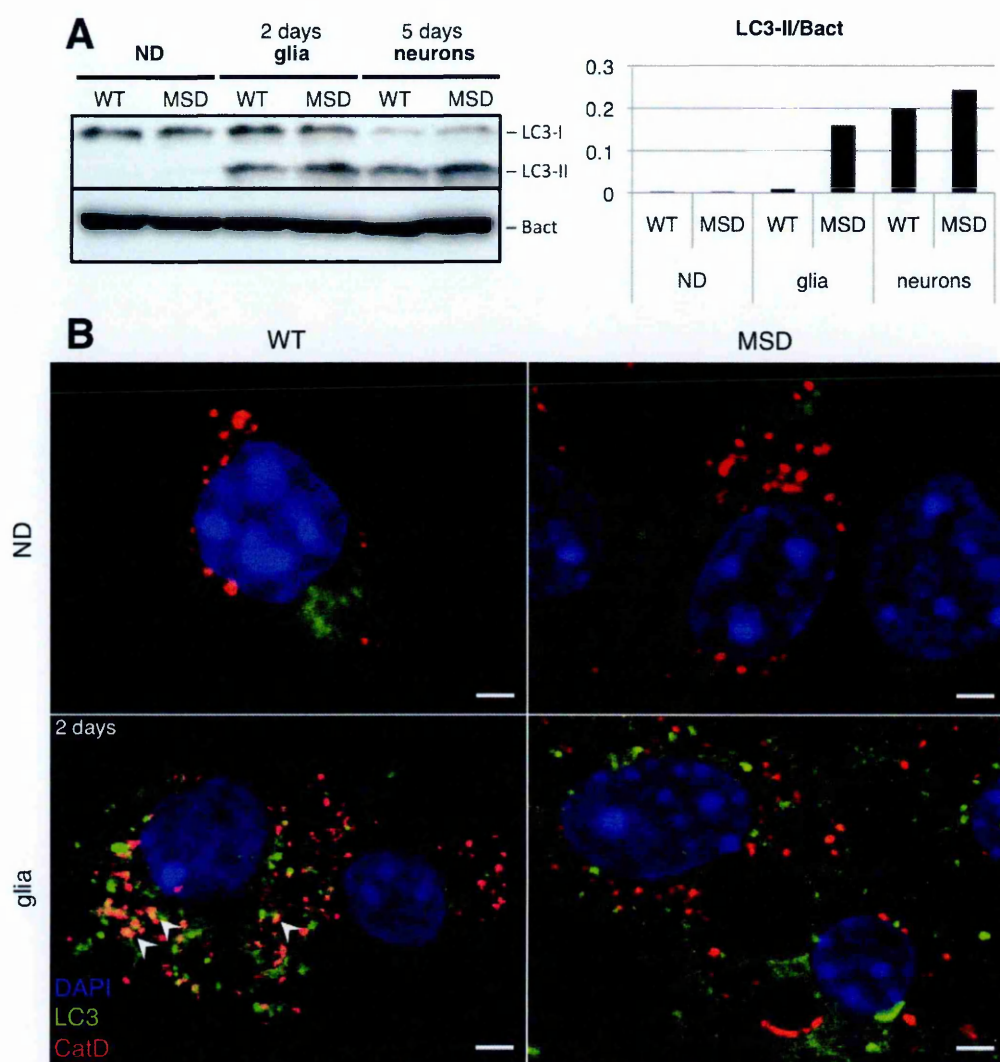 A
2 days 5 days
ND glia neurons
WT MSD WT MSD WT MSD
– LC3-I
– LC3-II
– Bact
LC3-II/Bact
0.3
0.2
0.1
0
WT MSD WT MSD WT MSD
ND glia neurons
B
WT MSD
ND
2 days
glia
DAPI
LC3
CatD